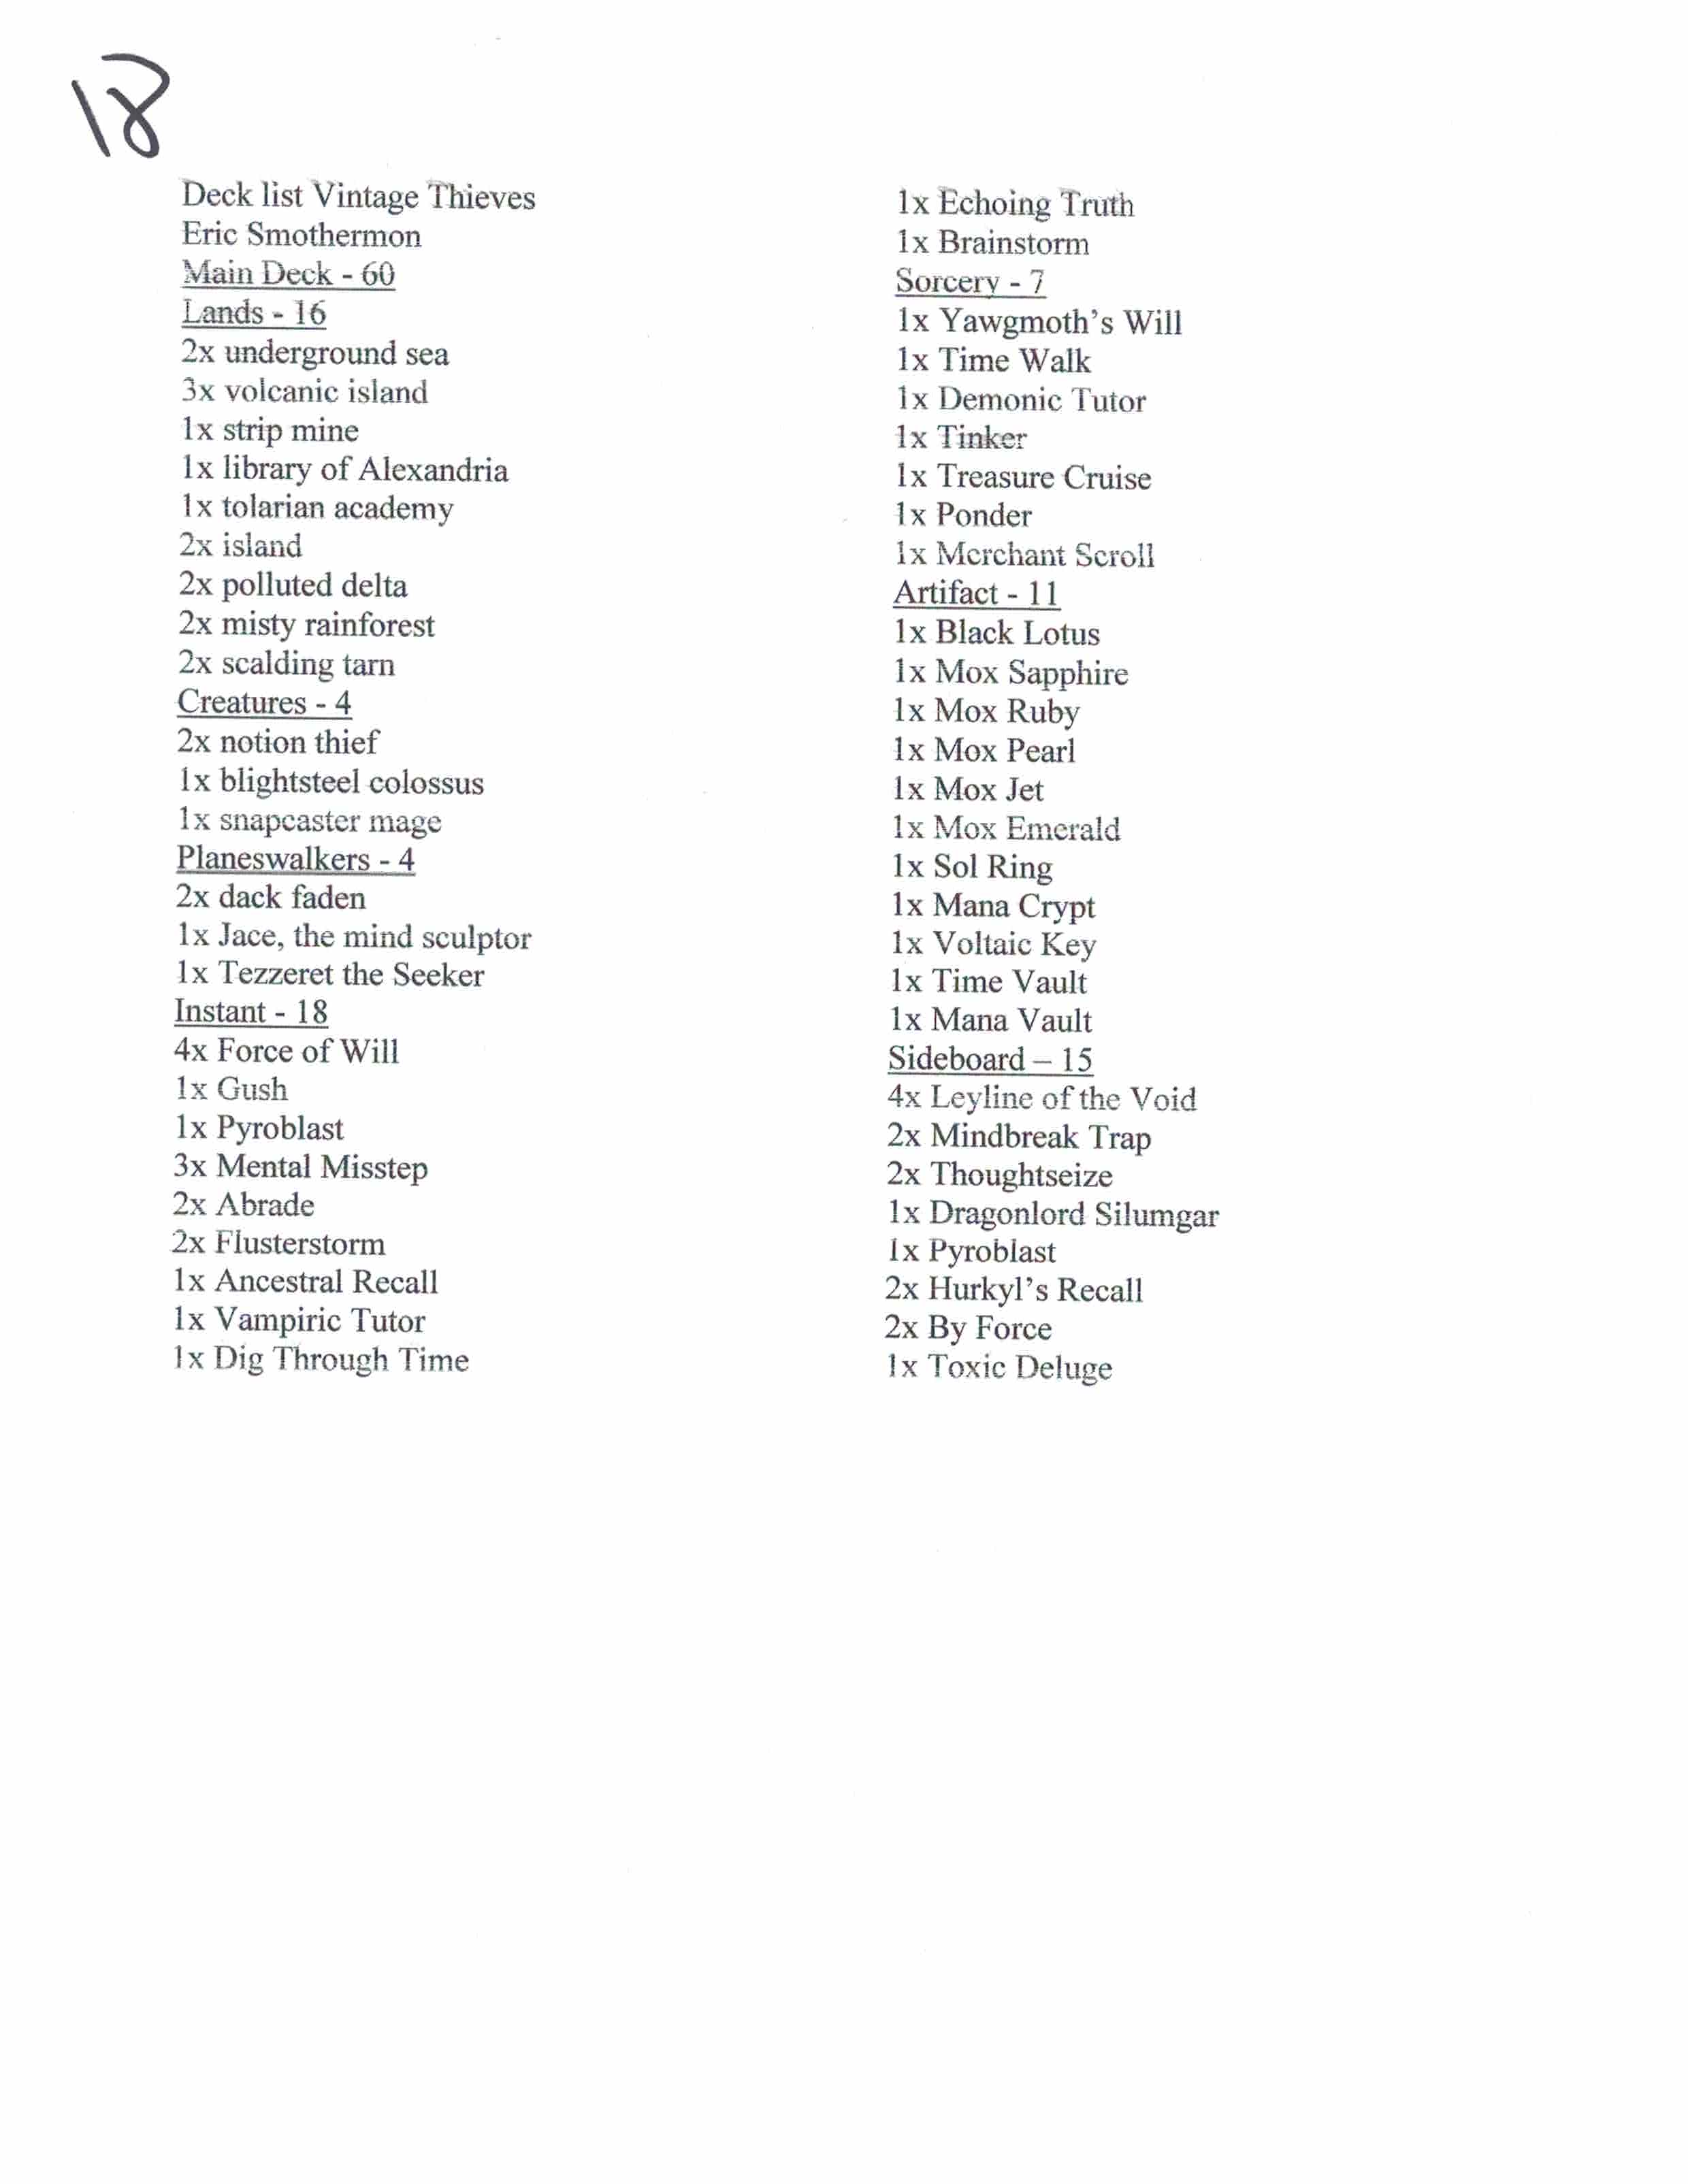 18
Deck list Vintage Thieves
Eric Smothermon
Main Deck - 60
Lands - 16
2x underground sea
3x volcanic island
1x strip mine
1x library of Alexandria
1x tolarian academy
2x island
2x polluted delta
2x misty rainforest
2x scalding tarn
Creatures - 4
2x notion thief
1x blightsteel colossus
1x snapcaster mage
Planeswalkers - 4
2x dack faden
1x Jace, the mind sculptor
1x Tezzeret the Seeker
Instant - 18
4x Force of Will
1x Gush
1x Pyroblast
3x Mental Misstep
2x Abrade
2x Flusterstorm
1x Ancestral Recall
1x Vampiric Tutor
1x Dig Through Time
1x Echoing Truth
1x Brainstorm
Sorcery - 7
1x Yawgmoth's Will
1x Time Walk
1x Demonic Tutor
1x Tinker
1x Treasure Cruise
1x Ponder
1x Merchant Scroll
Artifact - 11
1x Black Lotus
1x Mox Sapphire
1x Mox Ruby
1x Mox Pearl
1x Mox Jet
1x Mox Emerald
1x Sol Ring
1x Mana Crypt
1x Voltaic Key
1x Time Vault
1x Mana Vault
Sideboard – 15
4x Leyline of the Void
2x Mindbreak Trap
2x Thoughtseize
1x Dragonlord Silumgar
1x Pyroblast
2x Hurkyl's Recall
2x By Force
1x Toxic Deluge